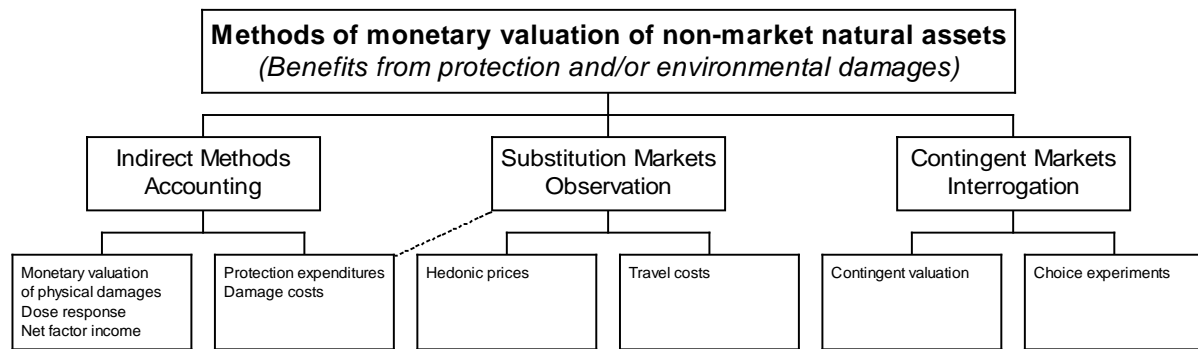 Methods of monetary valuation of non-market natural assets
(Benefits from protection and/or environmental damages)
Indirect Methods
Accounting
Substitution Markets
Observation
Contingent Markets
Interrogation
Monetary valuation
of physical damages
Dose response
Net factor income
Protection expenditures
Damage costs
Hedonic prices
Travel costs
Contingent valuation
Choice experiments